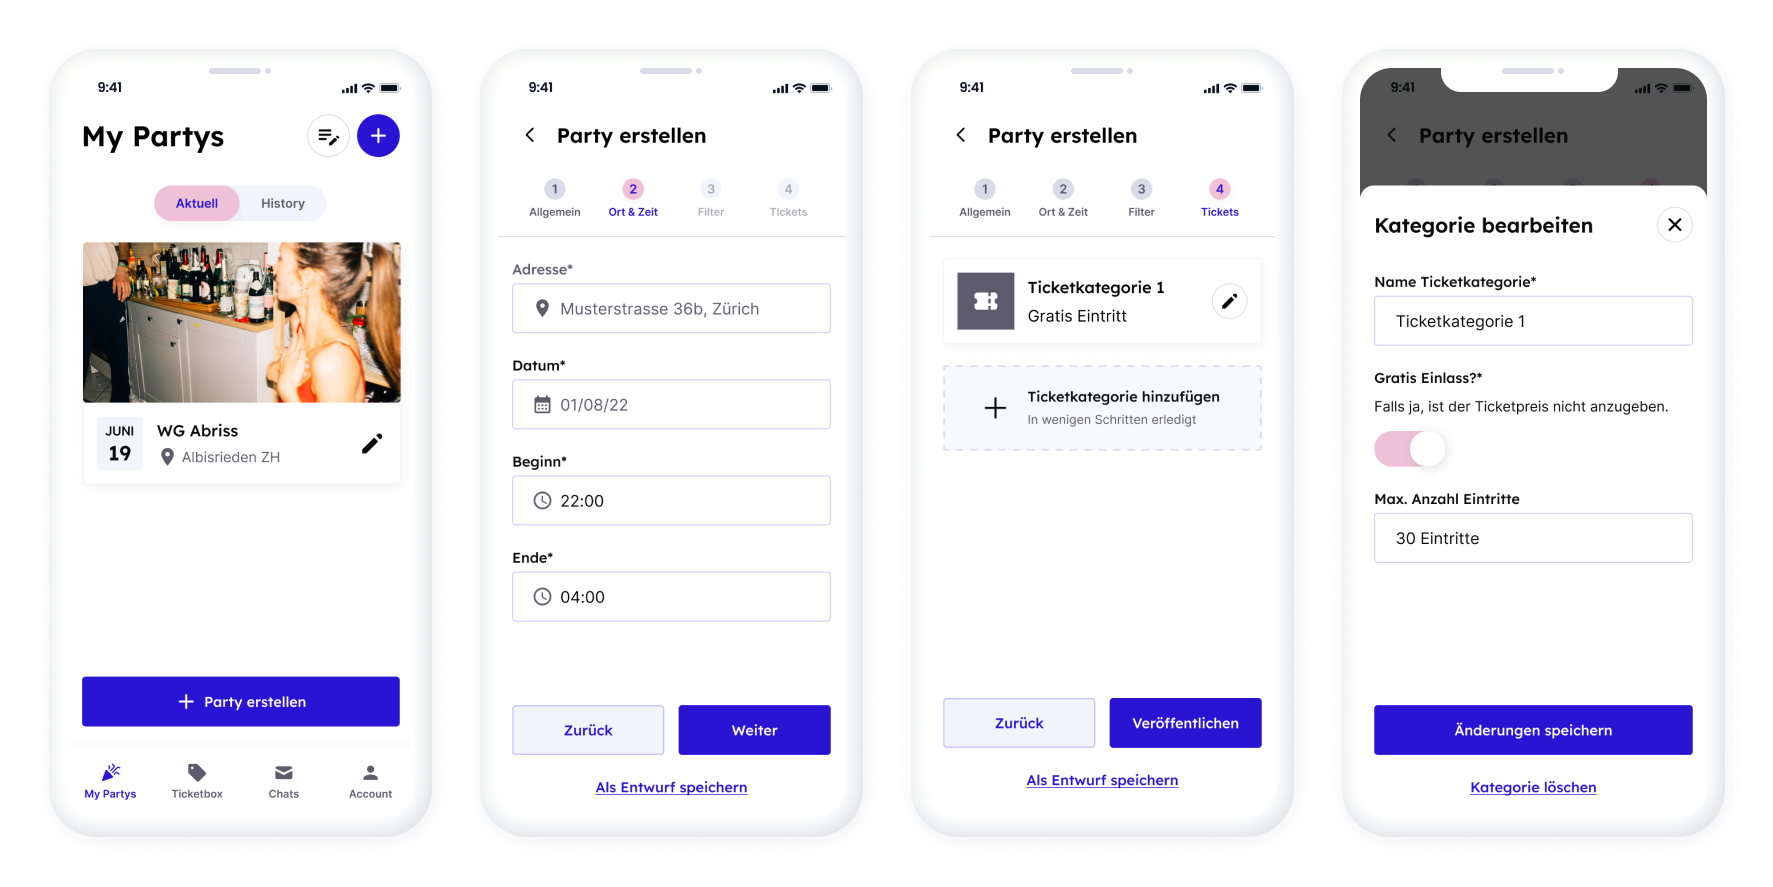 9:41
My Partys
Aktuell
History
JUNI
19
WG Abriss
Albisrieden ZH
Party erstellen
My Partys
Ticketbox
Chats
Account
9:41
Party erstellen
1
2
3
4
Allgemein
Ort & Zeit
Filter
Tickets
Adresse*
Musterstrasse 36b, Zürich
Datum*
01/08/22
Beginn*
22:00
Ende*
04:00
Zurück
Weiter
Als Entwurf speichern
9:41
Party erstellen
1
2
3
4
Allgemein
Ort & Zeit
Filter
Tickets
Ticketkategorie 1
Gratis Eintritt
Ticketkategorie hinzufügen
In wenigen Schritten erledigt
Zurück
Veröffentlichen
Als Entwurf speichern
9:41
Party erstellen
Kategorie bearbeiten
Name Ticketkategorie*
Ticketkategorie 1
Gratis Einlass?*
Falls ja, ist der Ticketpreis nicht anzugeben.
Max. Anzahl Eintritte
30 Eintritte
Änderungen speichern
Kategorie löschen